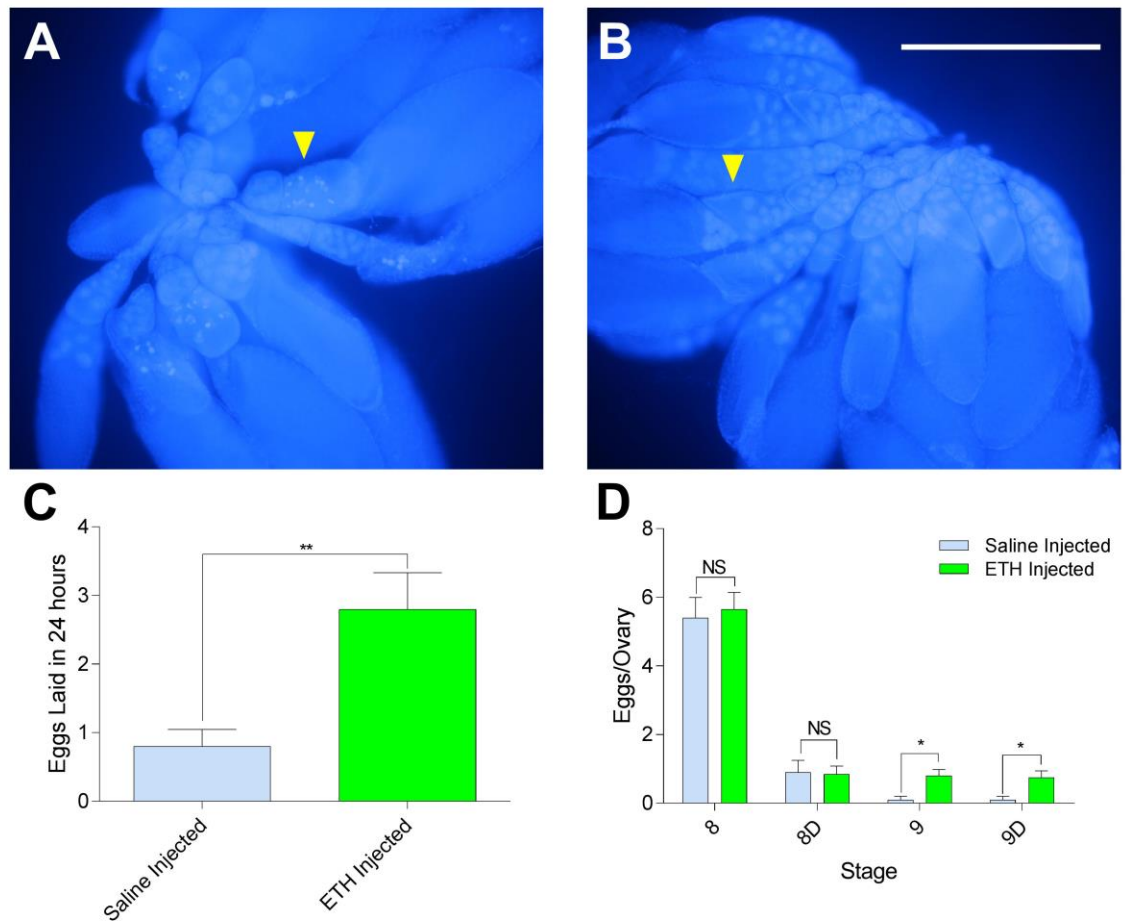 A
B
C
Eggs Laid in 24 hours
4
3
2
1
0
**
Saline Injected
ETH Injected
D
Eggs/Ovary
8
6
4
2
0
NS
NS
*
*
Saline Injected
ETH Injected
8
8D
9
9D
Stage